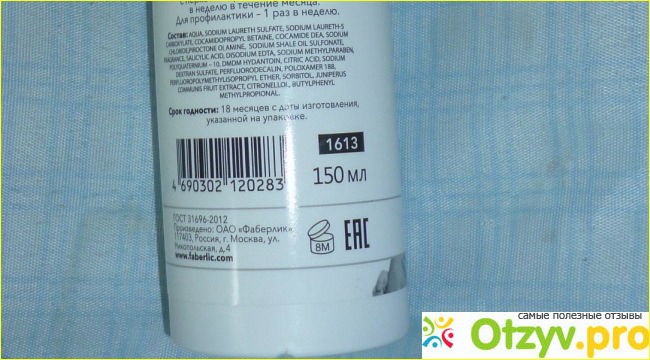 в неделю в течение месяца.
Для профилактики – 1 раз в неделю.
Состав: AQUA, SODIUM LAURETH SULFATE, SODIUM LAURETH-5
CARBOXYLATE, COCAMIDOPROPYL BETAINE, COCAMIDE DEA, SODIUM
CHLORIDE, PIROCTONE OLAMINE, SODIUM SHALE OIL SULFONATE,
FRAGRANCE, SALICYLIC ACID, DISODIUM EDTA, SODIUM METHYLPARABEN,
POLYQUATERNIUM – 10, DMDM HYDANTOIN, CITRIC ACID, SODIUM
DEXTRAN SULFATE, PERFLUORODECALIN, POLOXAMER 188,
PERFLUOROPOLYMETHYLISOPROPYL ETHER, SORBITOL, JUNIPERUS
COMMUNIS FRUIT EXTRACT, CITRONELLOL, BUTYLPHENYL
METHYLPROPIONAL.
Срок годности: 18 месяцев с даты изготовления,
указанной на упаковке.
1613
4 690302 120283
150 мл
ГОСТ 31696-2012
Произведено: ОАО «Фаберлик»
117403, Россия, г. Москва, ул.
Никопольская, д.4
www.faberlic.com
8M
EAC
самые полезные отзывы
Otzyv.pro